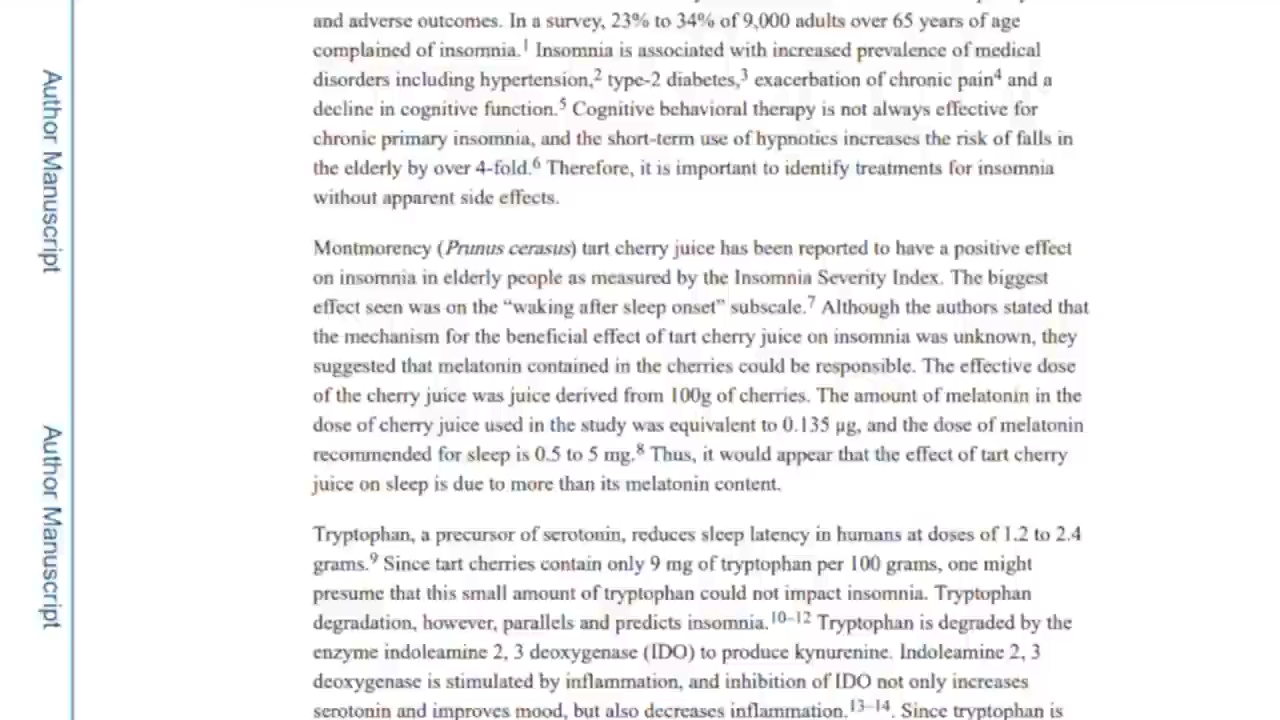 and adverse outcomes. In a survey, 23% to 34% of 9,000 adults over 65 years of age
complained of insomnia.1 Insomnia is associated with increased prevalence of medical
disorders including hypertension,2 type-2 diabetes,3 exacerbation of chronic pain4 and a
decline in cognitive function.5 Cognitive behavioral therapy is not always effective for
chronic primary insomnia, and the short-term use of hypnotics increases the risk of falls in
the elderly by over 4-fold.6 Therefore, it is important to identify treatments for insomnia
without apparent side effects.
Montmorency (Prunus cerasus) tart cherry juice has been reported to have a positive effect
on insomnia in elderly people as measured by the Insomnia Severity Index. The biggest
effect seen was on the “waking after sleep onset” subscale.7 Although the authors stated that
the mechanism for the beneficial effect of tart cherry juice on insomnia was unknown, they
suggested that melatonin contained in the cherries could be responsible. The effective dose
of the cherry juice was juice derived from 100g of cherries. The amount of melatonin in the
dose of cherry juice used in the study was equivalent to 0.135 μg, and the dose of melatonin
recommended for sleep is 0.5 to 5 mg.8 Thus, it would appear that the effect of tart cherry
juice on sleep is due to more than its melatonin content.
Tryptophan, a precursor of serotonin, reduces sleep latency in humans at doses of 1.2 to 2.4
grams.9 Since tart cherries contain only 9 mg of tryptophan per 100 grams, one might
presume that this small amount of tryptophan could not impact insomnia. Tryptophan
degradation, however, parallels and predicts insomnia.10–12 Tryptophan is degraded by the
enzyme indoleamine 2, 3 deoxygenase (IDO) to produce kynurenine. Indoleamine 2, 3
deoxygenase is stimulated by inflammation, and inhibition of IDO not only increases
serotonin and improves mood, but also decreases inflammation.13–14. Since tryptophan is
Author Manuscript
Author Manuscript